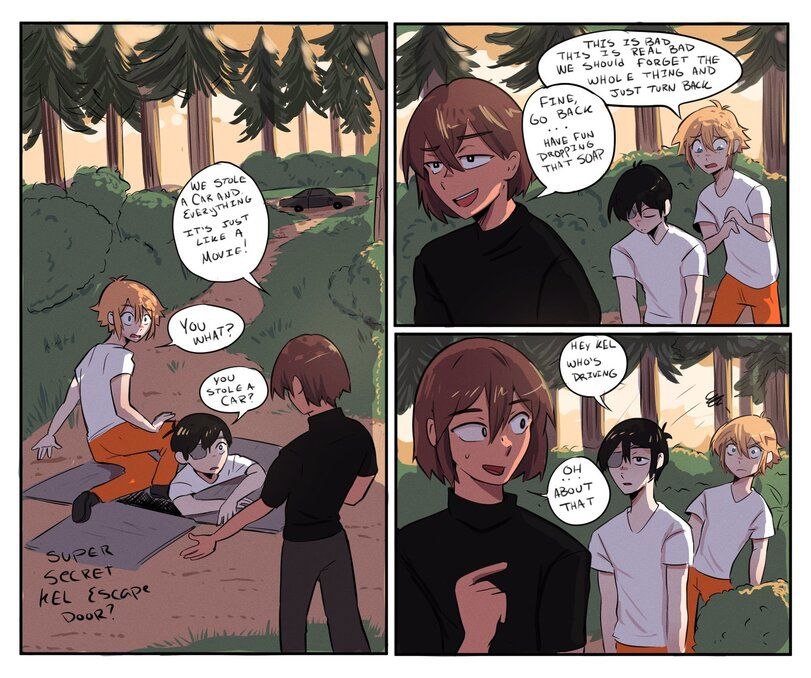 WE STOLE
A CAR AND
EVERYTHING
IT'S JUST
LIKE A
MOVIE!
YOU
WHAT?
YOU
STOLE A
CAR?
SUPER
SECRET
KEL ESCAPE
DOOR?
THIS IS BAD
THIS IS REAL BAD
WE SHOULD FORGET THE
WHOLE THING AND
JUST TURN BACK
FINE,
GO BACK
....
HAVE FUN
DROPPING
THAT SOAP
HEY KEL
WHO'S
DRIVING
OH
....
ABOUT
THAT